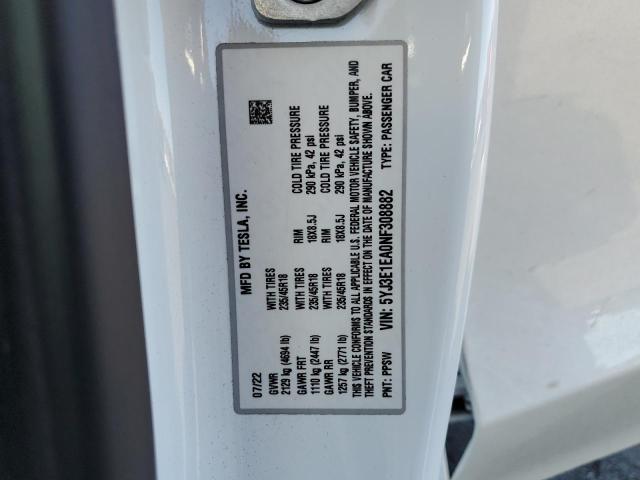 MFD BY TESLA, INC.
07/22
GVWR WITH TIRES RIM COLD TIRE PRESSURE
2129 kg (4694 lb) 235/45R18 18X8.5J 290 kPa, 42 psi
GAWR FRT WITH TIRES
1110 kg (2447 lb) 235/45R18
GAWR RR WITH TIRES RIM COLD TIRE PRESSURE
1257 kg (2771 lb) 235/45R18 18X8.5J 290 kPa, 42 psi
THIS VEHICLE CONFORMS TO ALL APPLICABLE U.S. FEDERAL MOTOR VEHICLE SAFETY, BUMPER, AND
THEFT PREVENTION STANDARDS IN EFFECT ON THE DATE OF MANUFACTURE SHOWN ABOVE.
VIN: 5YJ3E1EA0NF308882
PNT: PPSW TYPE: PASSENGER CAR